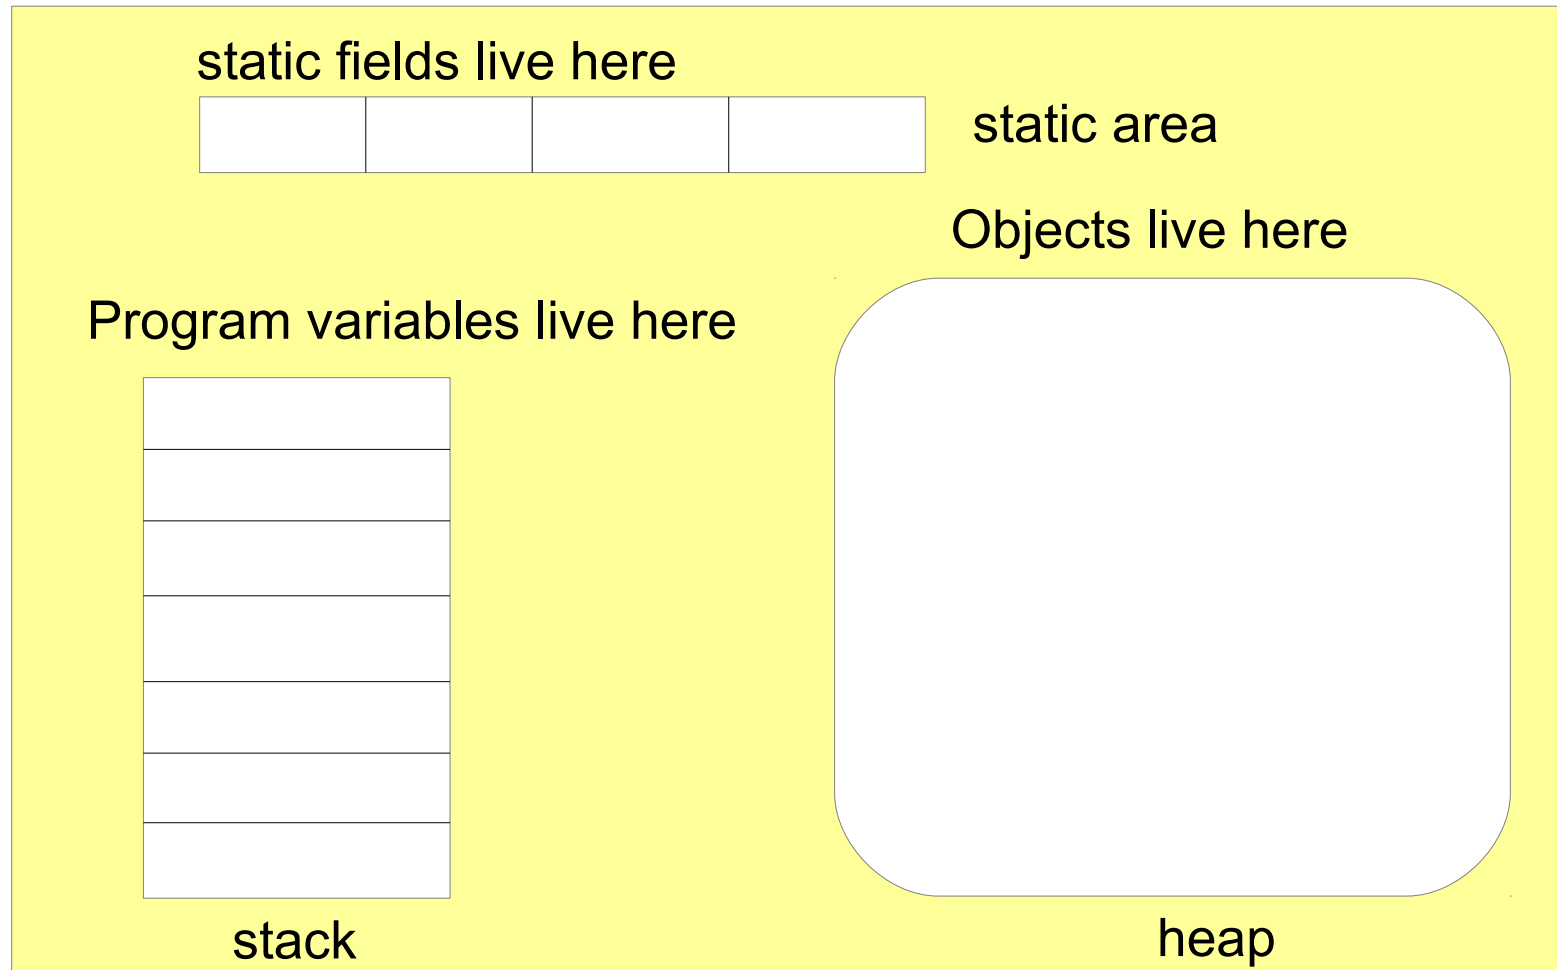 static fields live here
static area
Objects live here
Program variables live here
stack
heap